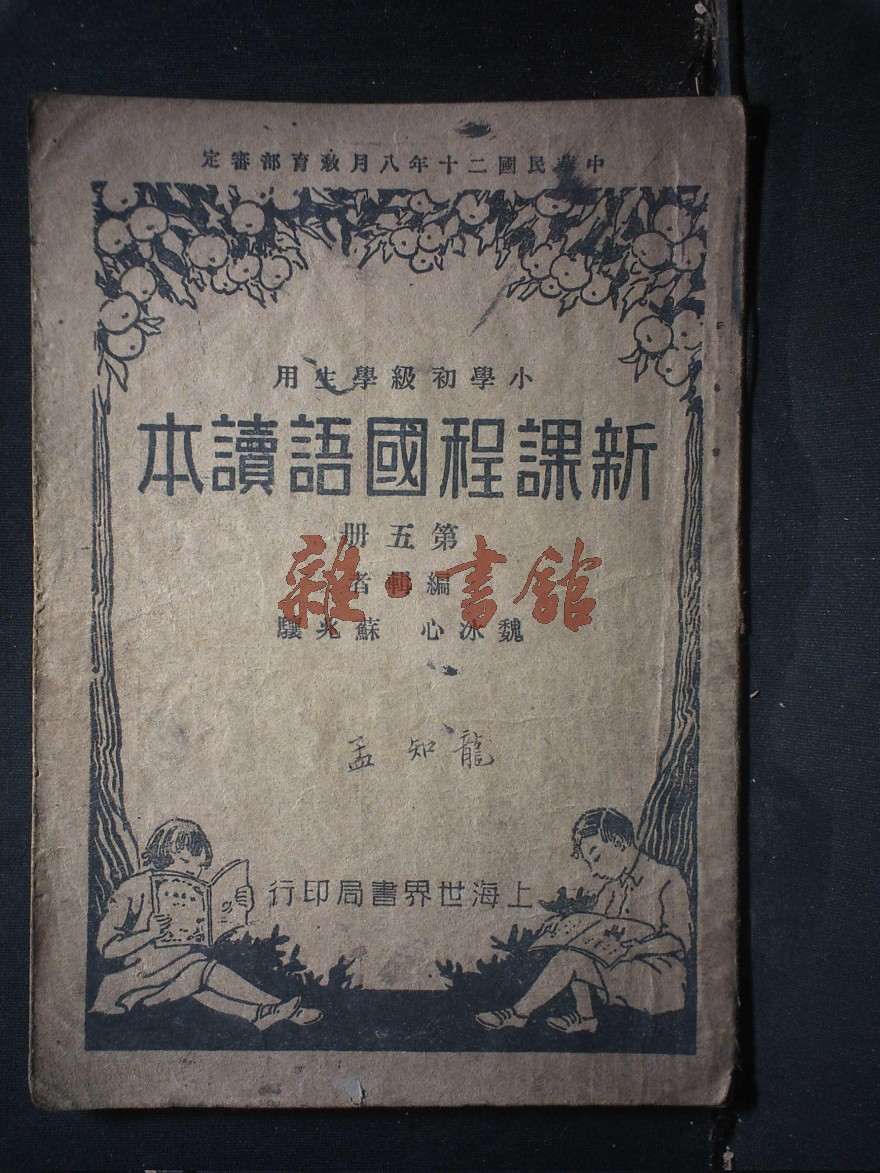 中華民國二十年八月教育部審定
小學初級學生用
新課程國語讀本
第五册
編輯者
魏冰心 蘇兆驤
雜·書館
孟知龍
上海世界書局印行